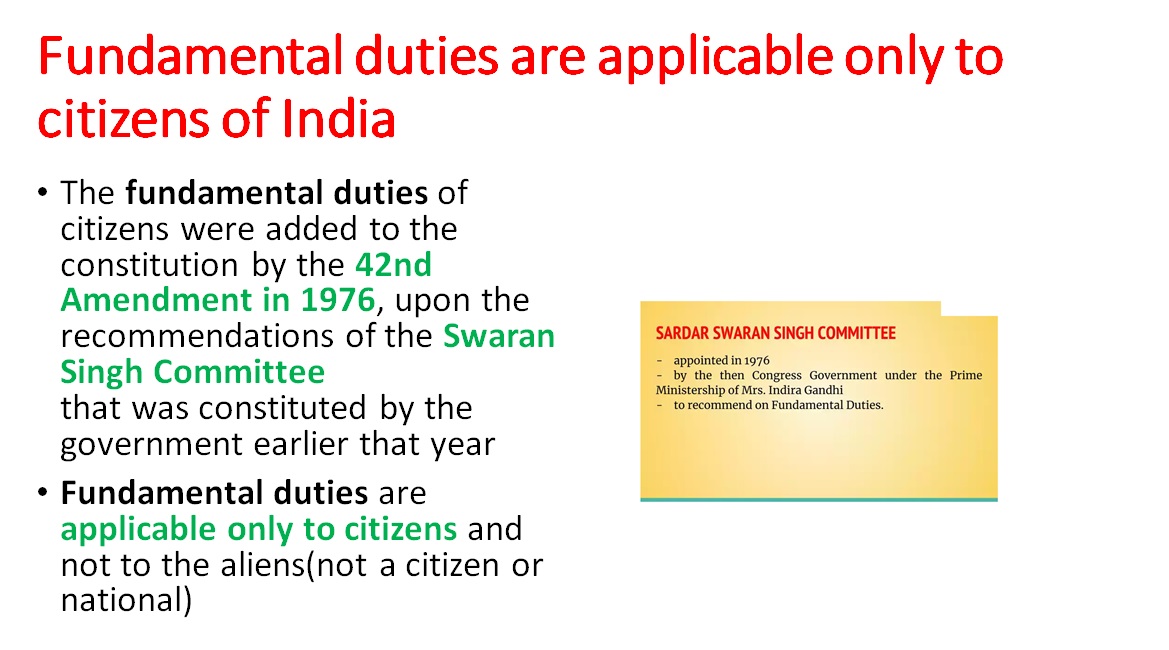 Fundamental duties are applicable only to
citizens of India
• The fundamental duties of
citizens were added to the
constitution by the 42nd
Amendment in 1976, upon the
recommendations of the Swaran
Singh Committee
that was constituted by the
government earlier that year
• Fundamental duties are
applicable only to citizens and
not to the aliens(not a citizen or
national)
SARDAR SWARAN SINGH COMMITTEE
- appointed in 1976
- by the then Congress Government under the Prime
Ministership of Mrs. Indira Gandhi
- to recommend on Fundamental Duties.